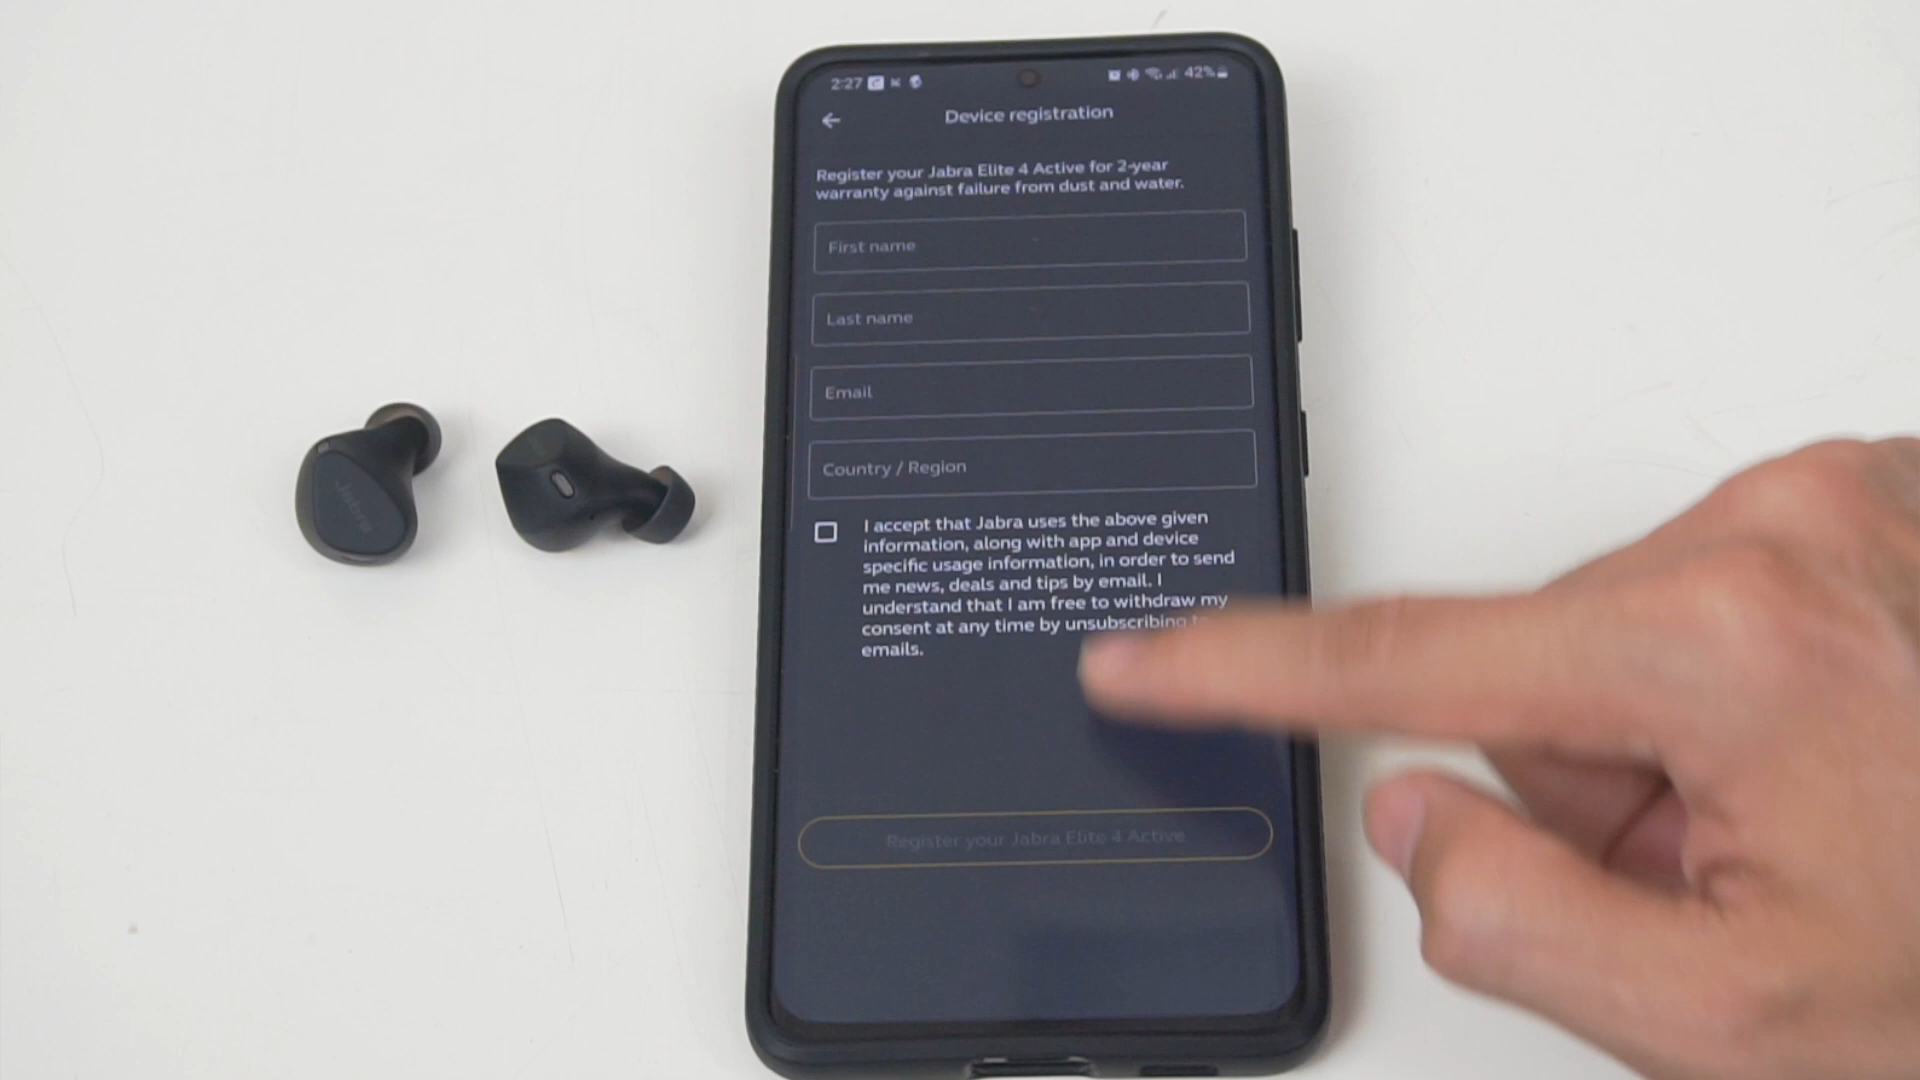 2:27
42%
Device registration
Register your Jabra Elite 4 Active for 2-year
warranty against failure from dust and water.
First name
Last name
Email
Country / Region
I accept that Jabra uses the above given
information, along with app and device
specific usage information, in order to send
me news, deals and tips by email. I
understand that I am free to withdraw my
consent at any time by unsubscribing
emails.
Register your Jabra Elite 4 Active
Jabra